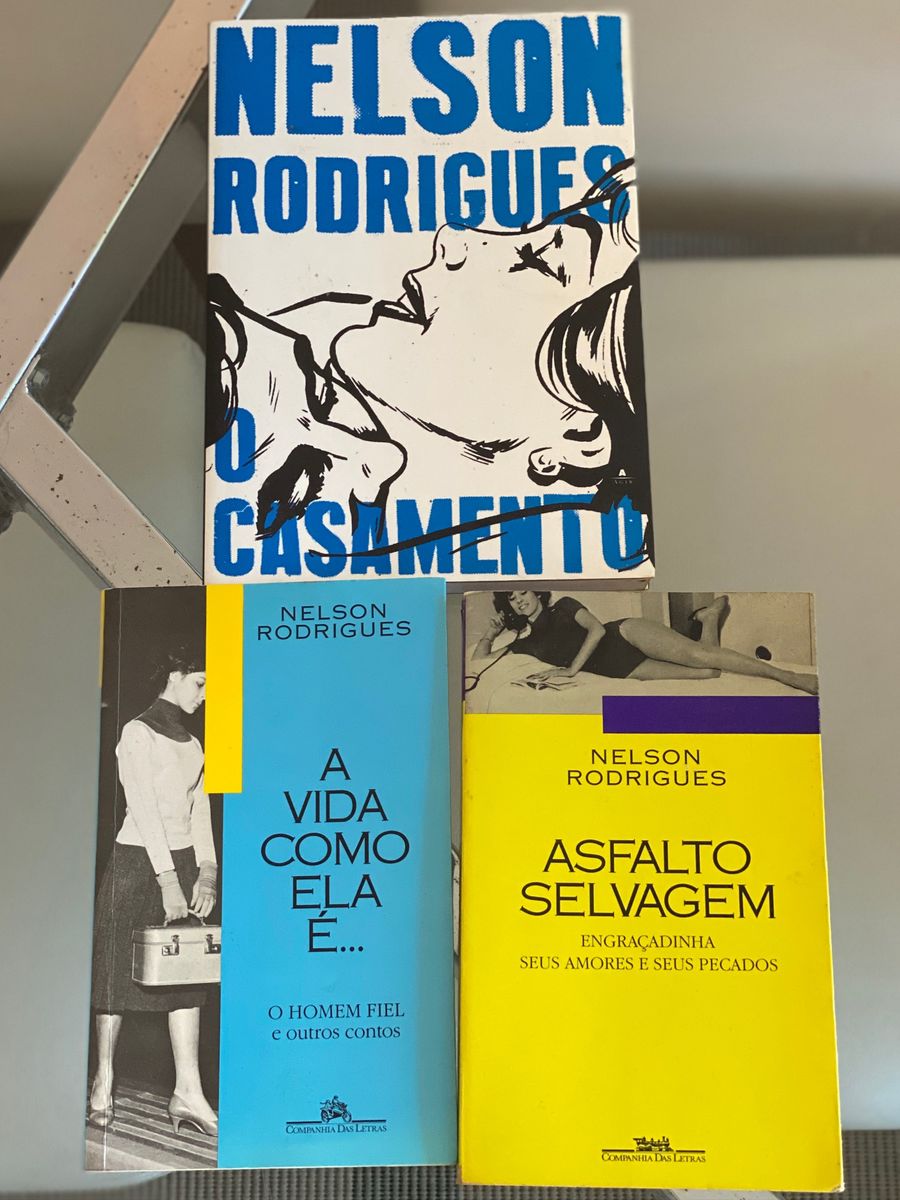 NELSON
RODRIGUES
O
CASAMENTO
NELSON
RODRIGUES
A
VIDA
COMO
ELA
É...
O HOMEM FIEL
e outros contos
COMPANHIA DAS LETRAS
NELSON
RODRIGUES
ASFALTO
SELVAGEM
ENGRAÇADINHA
SEUS AMORES E SEUS PECADOS
COMPANHIA DAS LETRAS